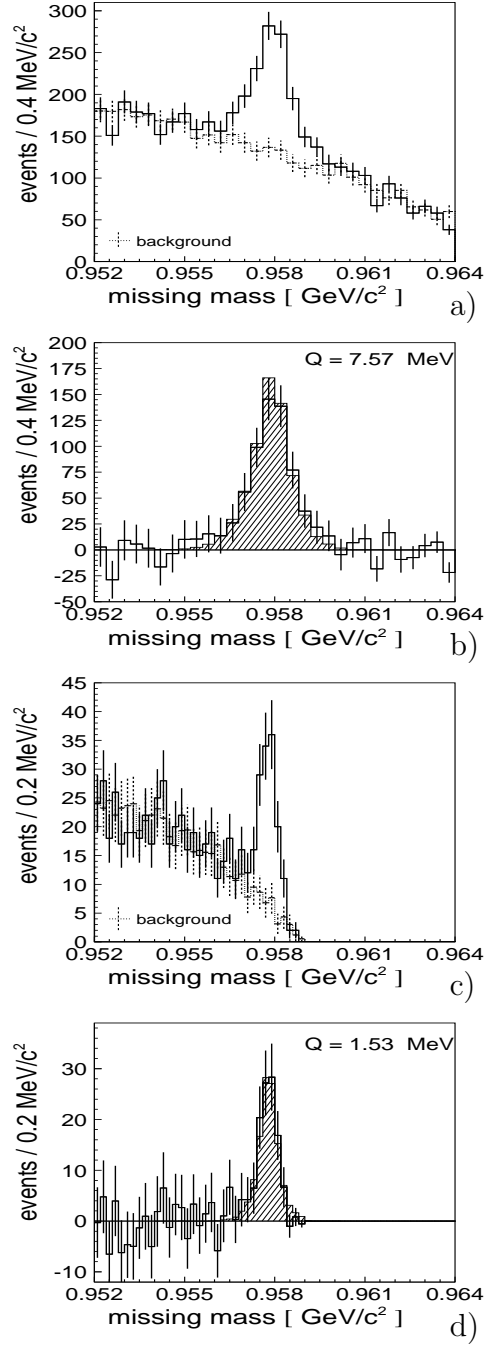 events / 0.4 MeV/c²
300
250
200
150
100
50
0
background
0.952 0.955 0.958 0.961 0.964
missing mass [ GeV/c² ]
a)
events / 0.4 MeV/c²
200
175
150
125
100
75
50
25
0
-25
-50
Q = 7.57 MeV
0.952 0.955 0.958 0.961 0.964
missing mass [ GeV/c² ]
b)
events / 0.2 MeV/c²
45
40
35
30
25
20
15
10
5
0
background
0.952 0.955 0.958 0.961 0.964
missing mass [ GeV/c² ]
c)
events / 0.2 MeV/c²
30
20
10
0
-10
Q = 1.53 MeV
0.952 0.955 0.958 0.961 0.964
missing mass [ GeV/c² ]
d)